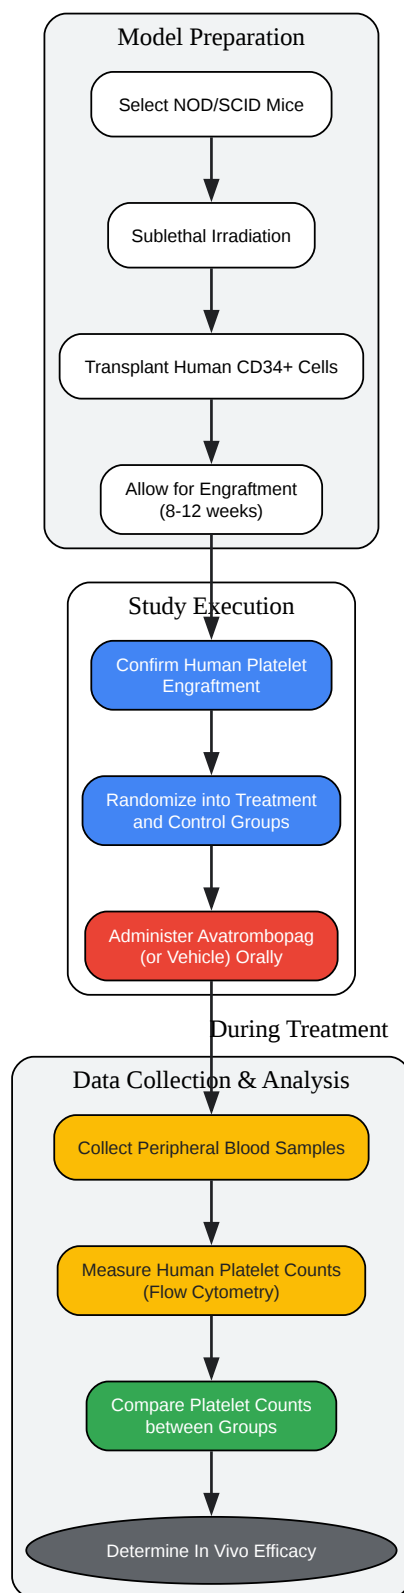 Model Preparation
Select NOD/SCID Mice
Sublethal Irradiation
Transplant Human CD34+ Cells
Allow for Engraftment
(8-12 weeks)
Study Execution
Confirm Human Platelet
Engraftment
Randomize into Treatment
and Control Groups
Administer Avatrombopag
(or Vehicle) Orally
During Treatment
Data Collection & Analysis
Collect Peripheral Blood Samples
Measure Human Platelet Counts
(Flow Cytometry)
Compare Platelet Counts
between Groups
Determine In Vivo Efficacy